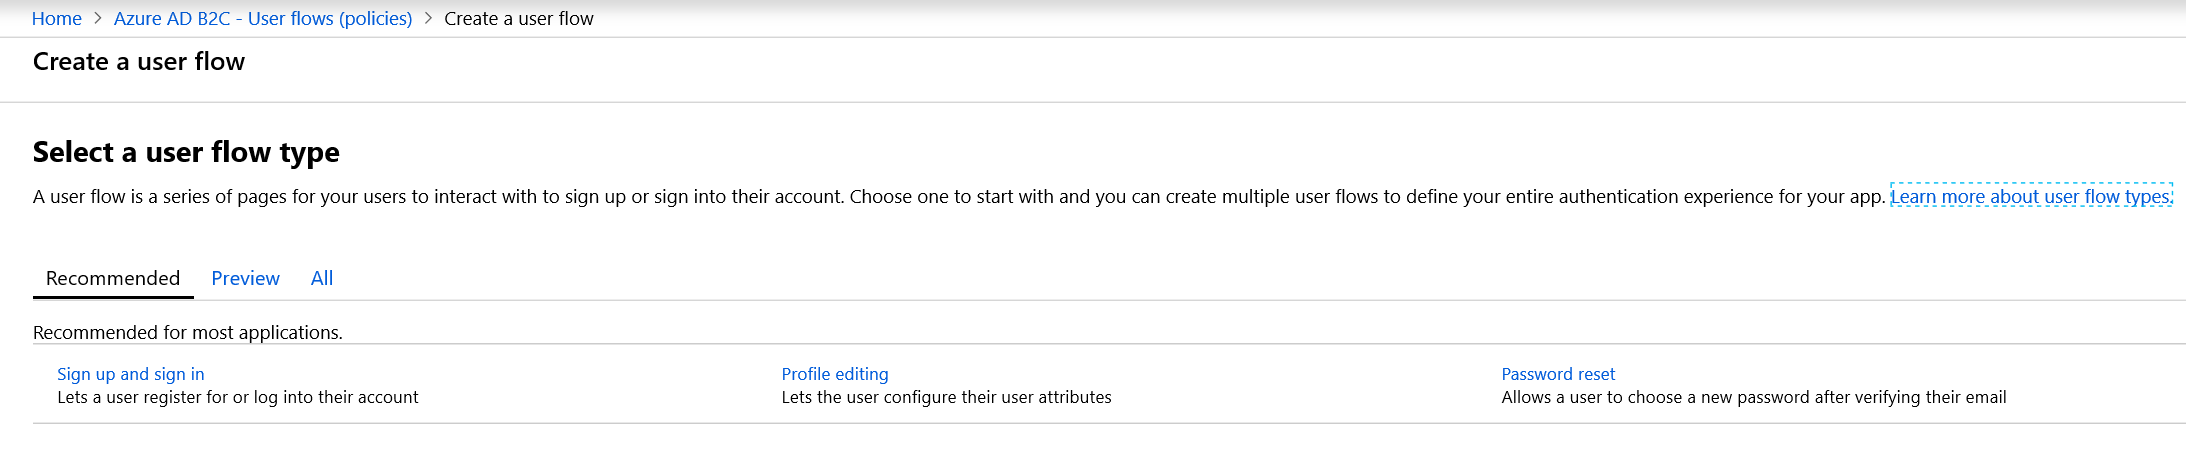 Home > Azure AD B2C - User flows (policies) > Create a user flow
Create a user flow
Select a user flow type
A user flow is a series of pages for your users to interact with to sign up or sign into their account. Choose one to start with and you can create multiple user flows to define your entire authentication experience for your app. Learn more about user flow types.
Recommended Preview All
Recommended for most applications.
Sign up and sign in
Lets a user register for or log into their account
Profile editing
Lets the user configure their user attributes
Password reset
Allows a user to choose a new password after verifying their email